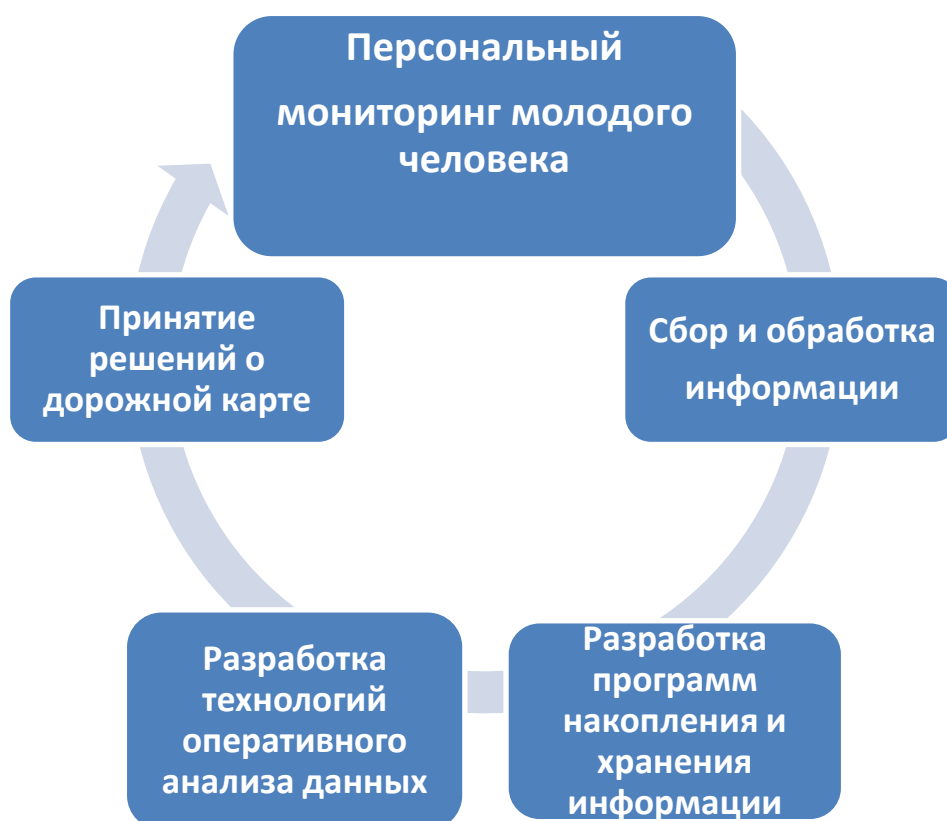 Персональный
мониторинг молодого
человека
Сбор и обработка
информации
Разработка
программ
накопления и
хранения
информации
Разработка
технологий
оперативного
анализа данных
Принятие
решений о
дорожной карте